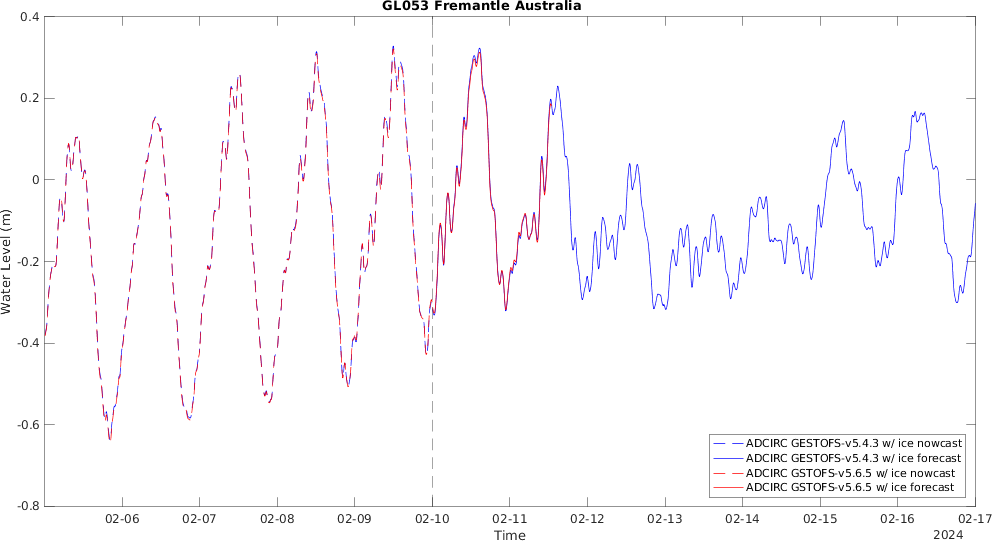 GL053 Fremantle Australia
0.4
0.2
0
-0.2
-0.4
-0.6
-0.8
Water Level (m)
ADCIRC GESTOFS-v5.4.3 w/ ice nowcast
ADCIRC GESTOFS-v5.4.3 w/ ice forecast
ADCIRC GSTOFS-v5.6.5 w/ ice nowcast
ADCIRC GSTOFS-v5.6.5 w/ ice forecast
02-06 02-07 02-08 02-09 02-10 02-11 02-12 02-13 02-14 02-15 02-16 02-17
Time
2024